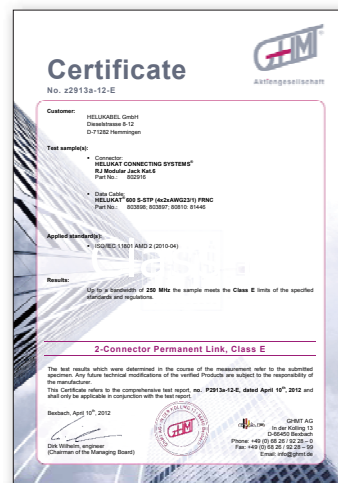 GHMT
Aktiengesellschaft
Certificate
No. z2913a-12-E
Customer:
HELUKABEL GmbH
Dieselstrasse 8-12
D-71282 Hemmingen
Test sample(s):
• Connector:
HELUKAT CONNECTING SYSTEMS®
RJ Modular Jack Kat.6
Part No.: 802916
• Data Cable:
HELUKAT® 600 S-STP (4x2xAWG23/1) FRNC
Part No.: 803898; 803897; 80810: 81446
Applied standard(s):
• ISO/IEC 11801 AMD 2 (2010-04)
Results:
Up to a bandwidth of 250 MHz the sample meets the Class E limits of the specified
standards and regulations.
2-Connector Permanent Link, Class E
The test results which were determined in the course of the measurement refer to the submitted
specimen. Any future technical modifications of the verified Products are subject to the responsibility of
the manufacturer.
This Certificate refers to the comprehensive test report, no. P2913a-12-E, dated April 10th, 2012 and
shall only be applicable in conjunction with the test report.
Bexbach, April 10th, 2012
Dirk Wilhelm, engineer
(Chairman of the Managing Board)
GHMT
GHMT AG
In der Kolling 13
D-66450 Bexbach
Phone: +49 (0) 68 26 / 92 28 – 0
Fax: +49 (0) 68 26 / 92 28 – 99
Email: info@ghmt.de